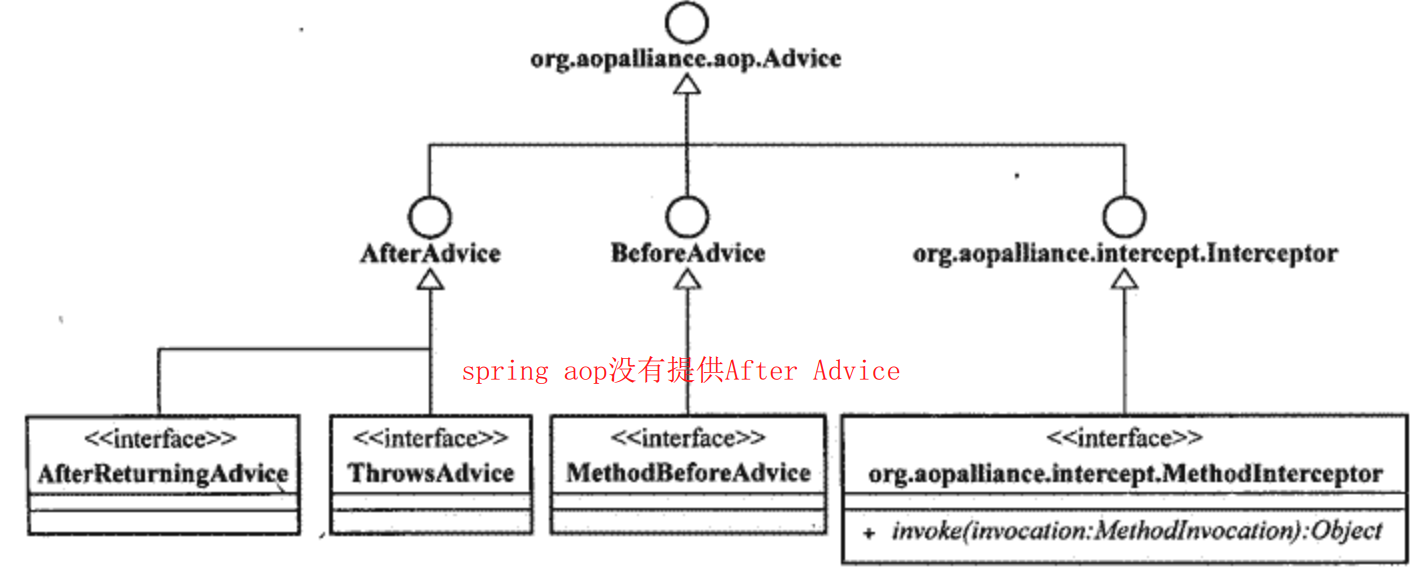 org.aopalliance.aop.Advice
AfterAdvice
BeforeAdvice
org.aopalliance.intercept.Interceptor
spring aop没有提供After Advice
<<interface>>
AfterReturningAdvice
<<interface>>
ThrowsAdvice
<<interface>>
MethodBeforeAdvice
<<interface>>
org.aopalliance.intercept.MethodInterceptor
+ invoke(invocation:MethodInvocation):Object